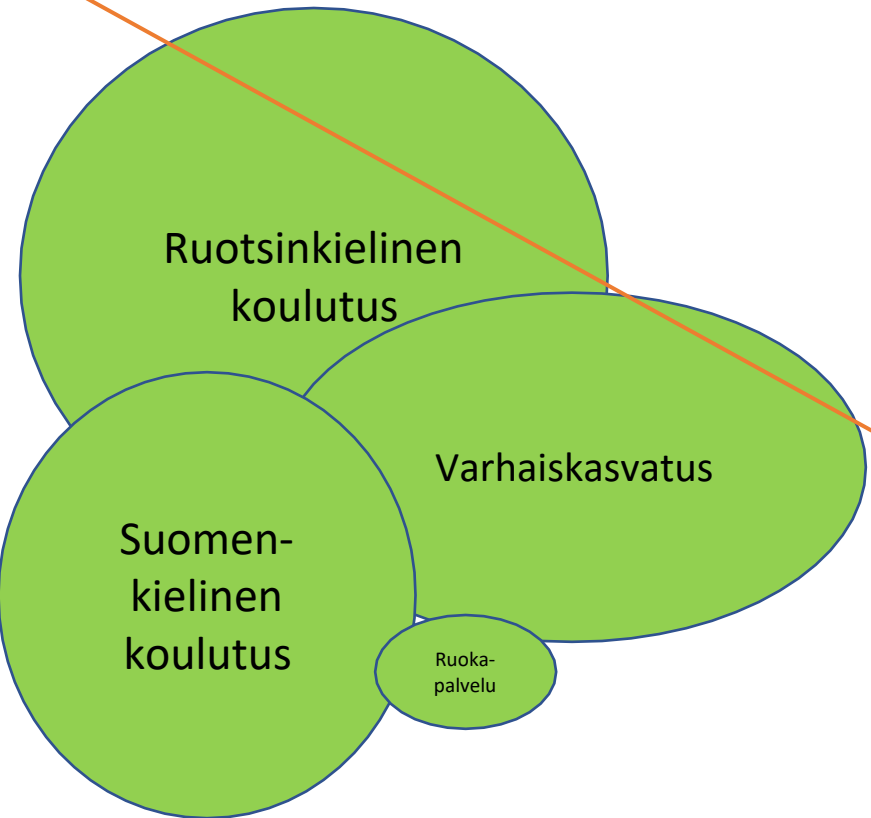 Ruotsinkielinen
koulutus
Varhaiskasvatus
Suomen-
kielinen
koulutus
Ruoka-
palvelu